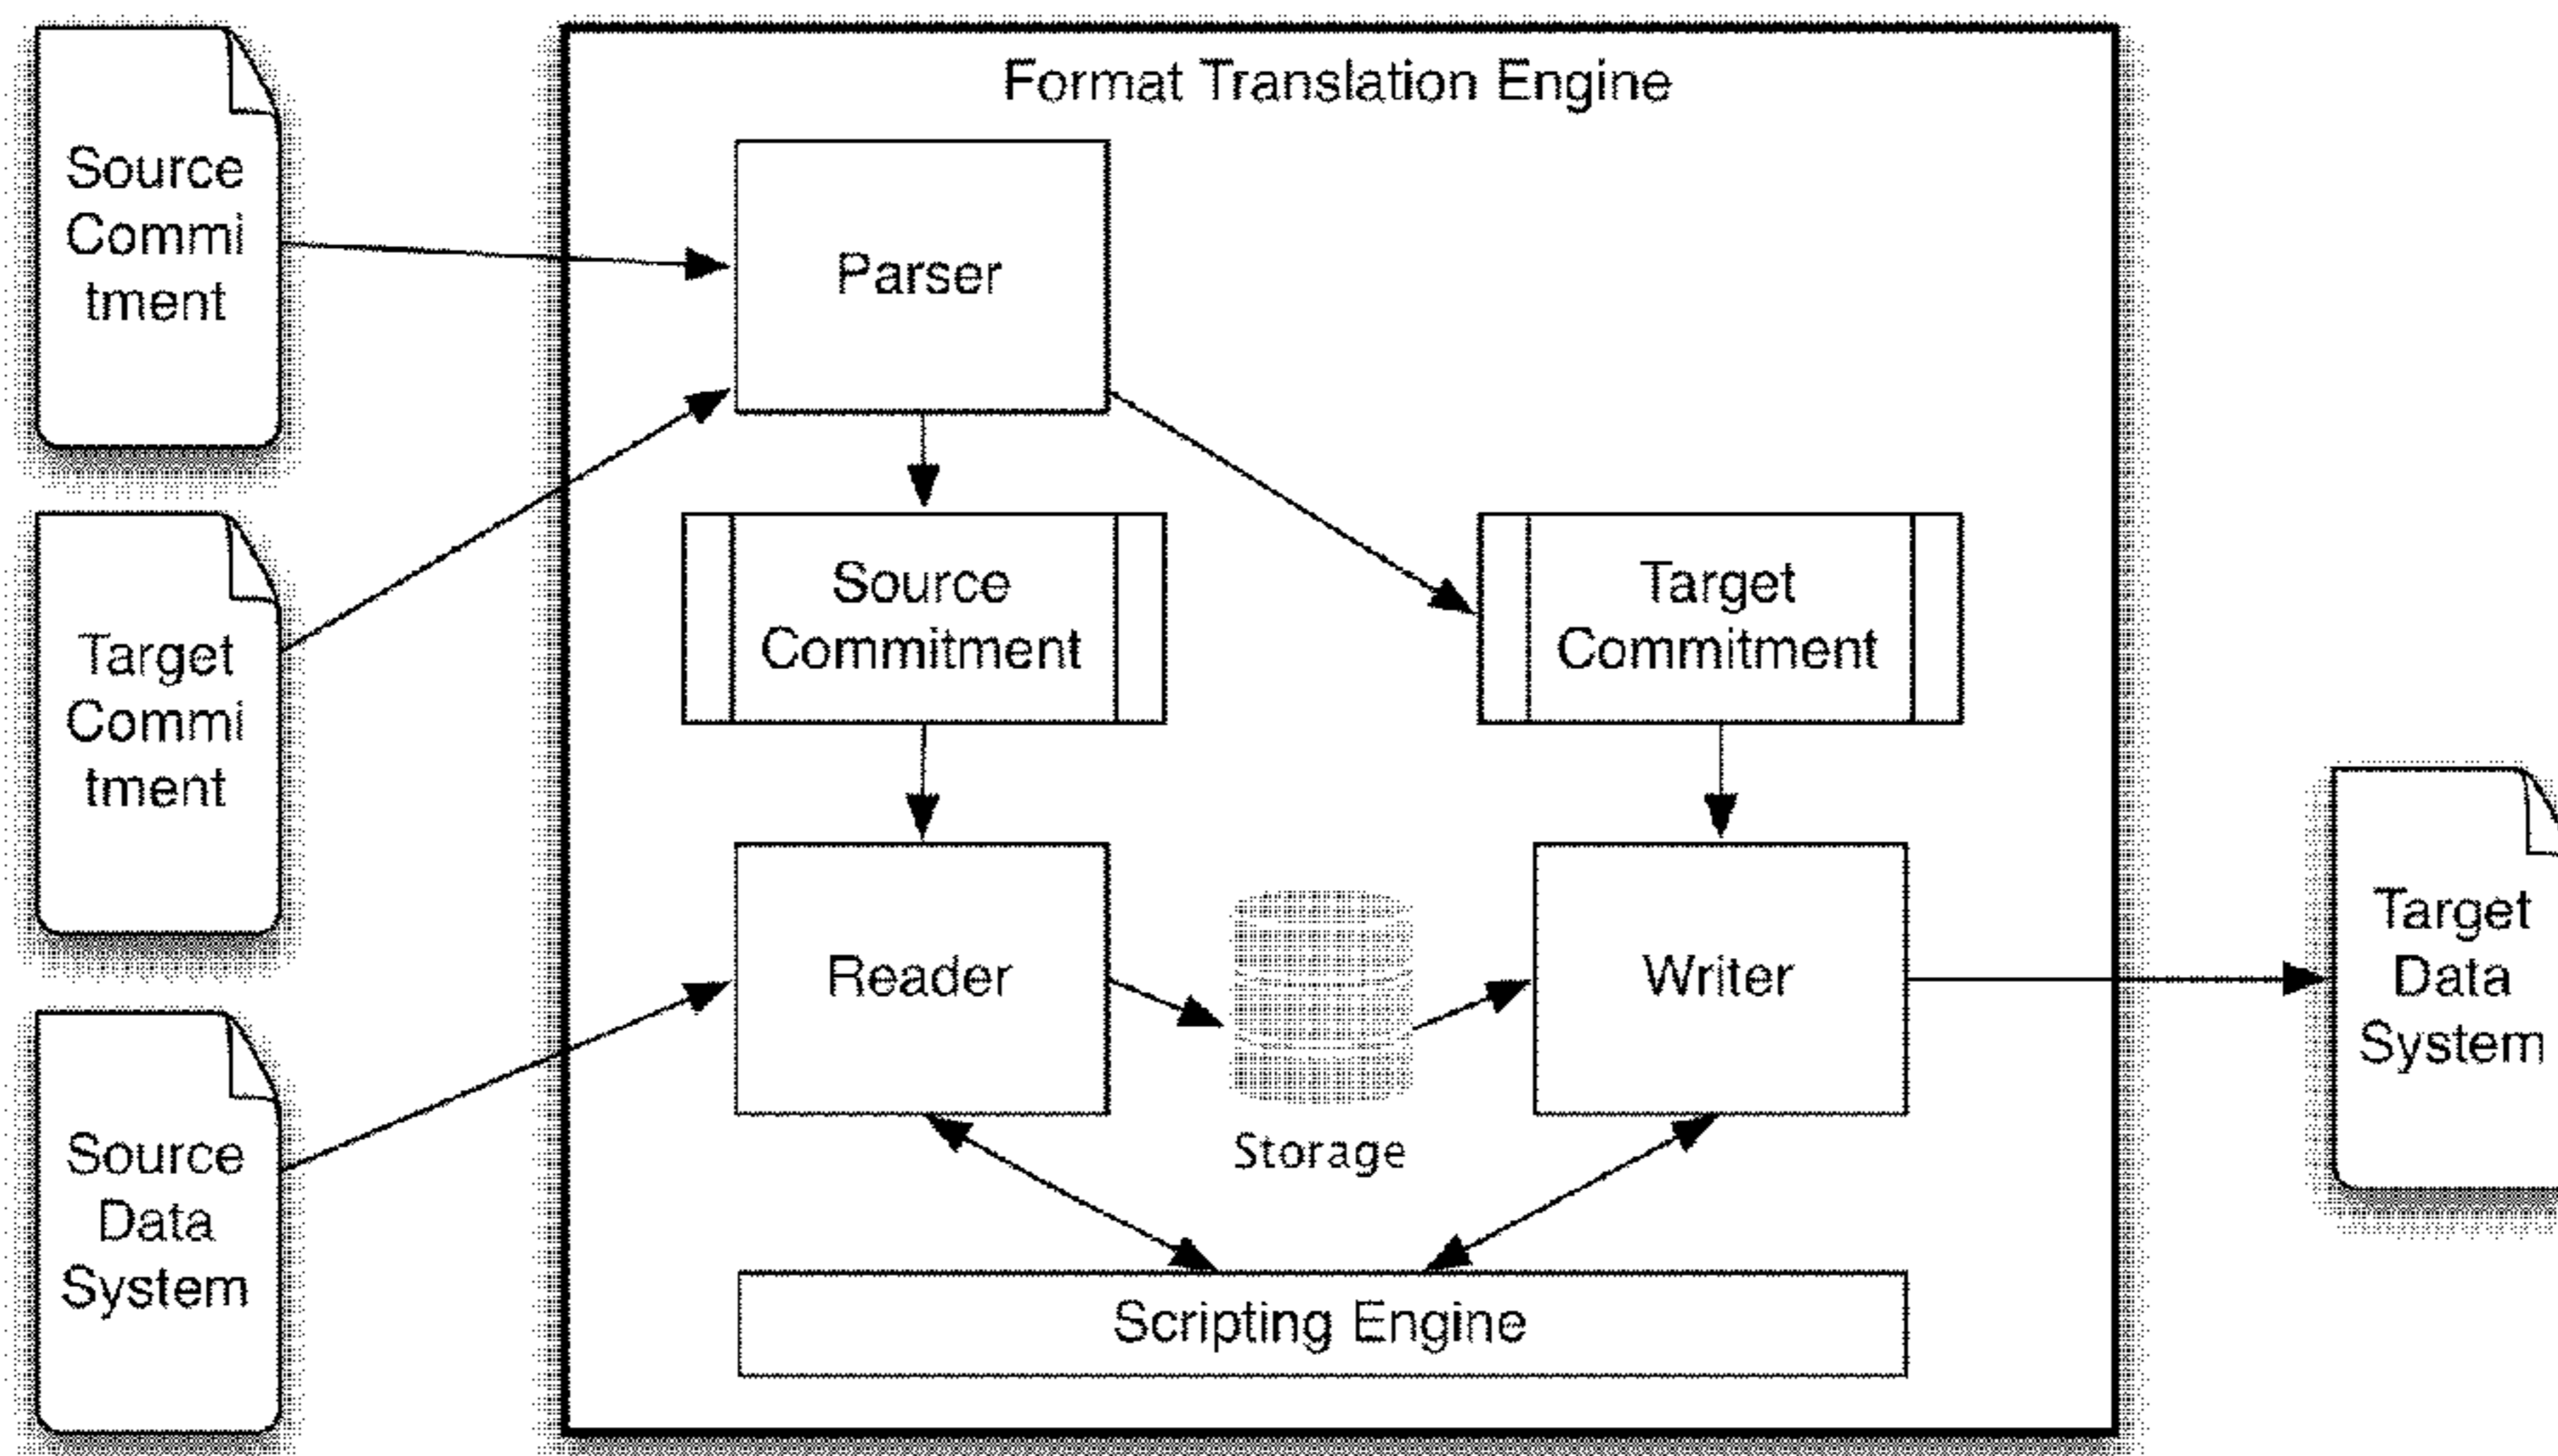 Format Translation Engine
Source
Commi
tment
Parser
Target
Commi
tment
Source
Commitment
Target
Commitment
Source
Data
System
Reader
Storage
Writer
Target
Data
System
Scripting Engine